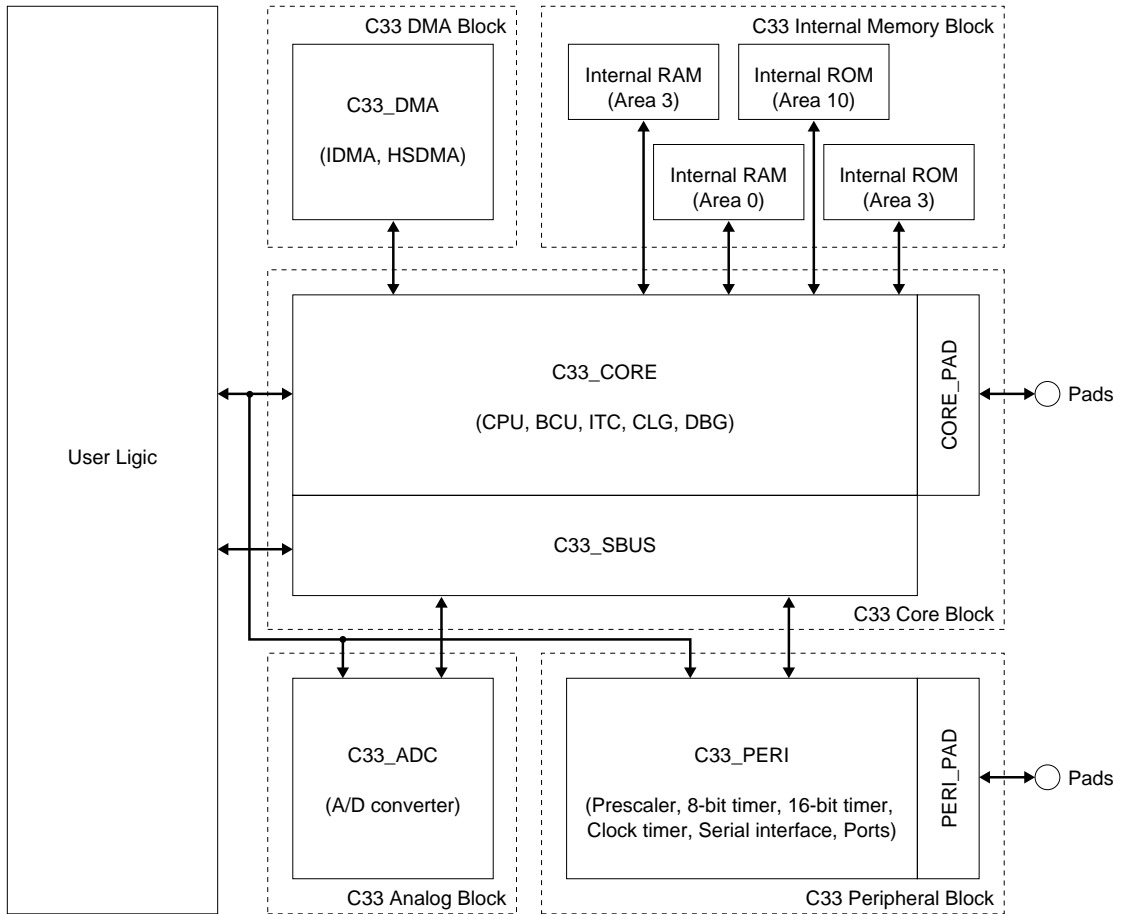 C33 DMA Block
C33_DMA
(IDMA, HSDMA)
C33 Internal Memory Block
Internal RAM
(Area 3)
Internal ROM
(Area 10)
Internal RAM
(Area 0)
Internal ROM
(Area 3)
User Ligic
C33_CORE
(CPU, BCU, ITC, CLG, DBG)
CORE_PAD
Pads
C33_SBUS
C33 Core Block
C33_ADC
(A/D converter)
C33 Analog Block
C33_PERI
(Prescaler, 8-bit timer, 16-bit timer,
Clock timer, Serial interface, Ports)
PERI_PAD
Pads
C33 Peripheral Block